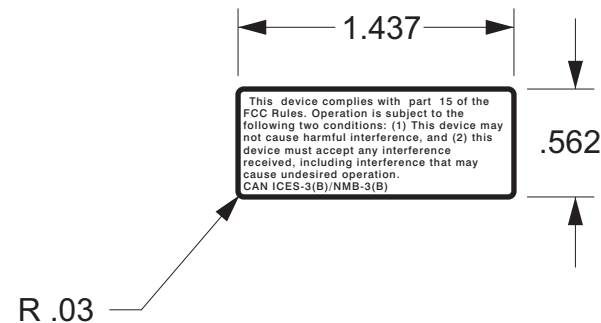 1.437
This device complies with part 15 of the
FCC Rules. Operation is subject to the
following two conditions: (1) This device may
not cause harmful interference, and (2) this
device must accept any interference
received, including interference that may
cause undesired operation.
CAN ICES-3(B)/NMB-3(B)
.562
R .03